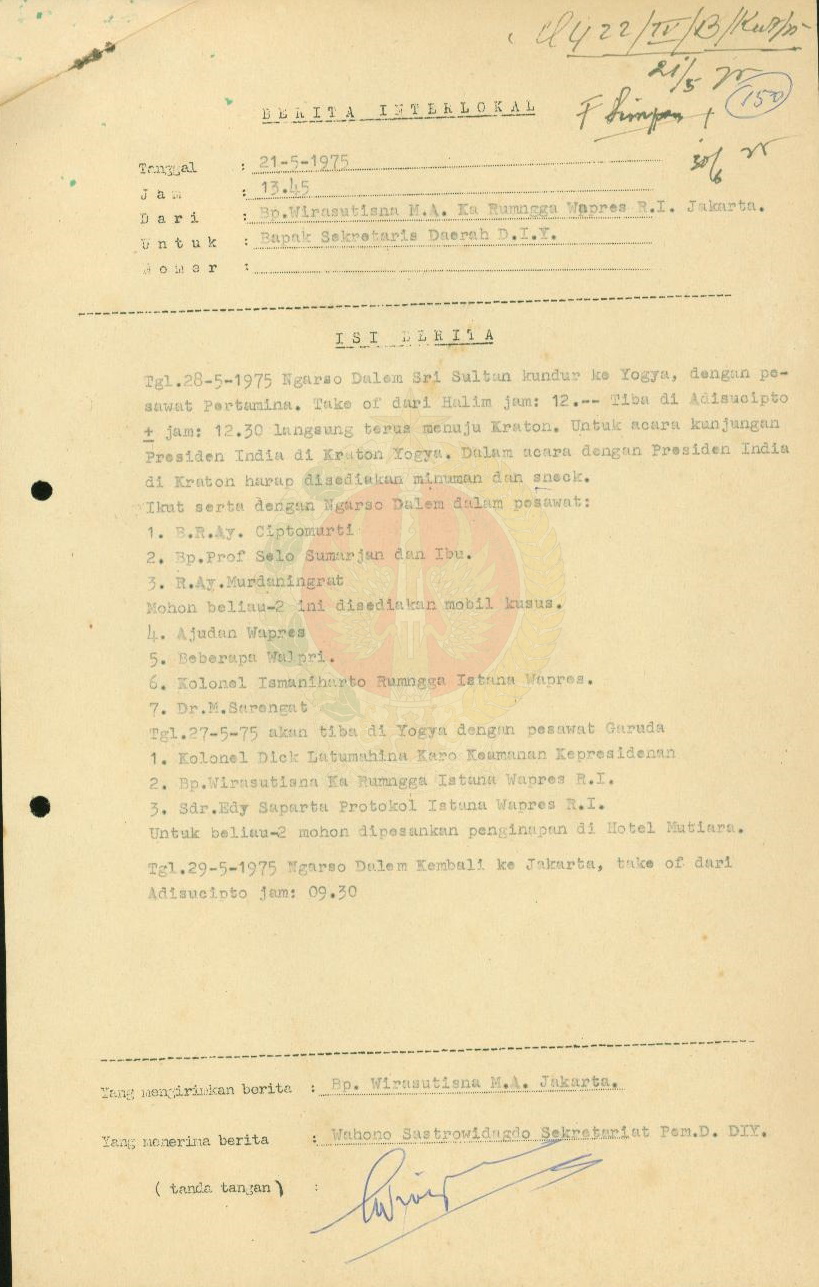 422/IV/B/Kw7/75
21/5 75
150
F Simpan +
30/6 75
BERITA INTERLOKAL
Tanggal : 21-5-1975
Jam : 13.45
Dari : Bp.Wirasutisna M.A. Ka Rumngga Wapres R.I. Jakarta.
Untuk : Bapak Sekretaris Daerah D.I.Y.
Nomer :
ISI BERITA
Tgl.28-5-1975 Ngarso Dalem Sri Sultan kundur ke Yogya, dengan pe-
sawat Pertamina. Take of dari Halim jam: 12.-- Tiba di Adisucipto
+ jam: 12.30 langsung terus menuju Kraton. Untuk acara kunjungan
Presiden India di Kraton Yogya. Dalam acara dengan Presiden India
di Kraton harap disediakan minuman dan sneck.
Ikut serta dengan Ngarso Dalem dalam pesawat:
1. B.R.Ay. Ciptomurti
2. Bp.Prof Selo Sumarjan dan Ibu.
3. R.Ay.Murdaningrat
Mohon beliau-2 ini disediakan mobil kusus.
4. Ajudan Wapres
5. Beberapa Walpri.
6. Kolonel Ismaniharto Rumngga Istana Wapres.
7. Dr.M.Sarengat
Tgl.27-5-75 akan tiba di Yogya dengan pesawat Garuda
1. Kolonel Dick Latumahina Karo Keamanan Kepresidenan
2. Bp.Wirasutisna Ka Rumngga Istana Wapres R.I.
3. Sdr.Edy Saparta Protokol Istana Wapres R.I.
Untuk beliau-2 mohon dipesankan penginapan di Hotel Mutiara.
Tgl.29-5-1975 Ngarso Dalem Kembali ke Jakarta, take of dari
Adisucipto jam: 09.30
Yang mengirimkan berita : Bp. Wirasutisna M.A. Jakarta.
Yang menerima berita : Wahono Sastrowidagdo Sekretariat Pem.D. DIY.
( tanda tangan ) :